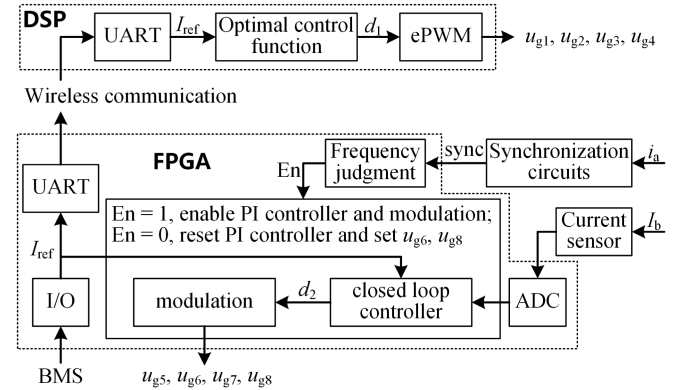 DSP
UART
I_ref
Optimal control
function
d_1
ePWM
u_g1, u_g2, u_g3, u_g4
Wireless communication
FPGA
UART
Frequency
judgment
sync
Synchronization
circuits
i_a
En
En = 1, enable PI controller and modulation;
En = 0, reset PI controller and set u_g6, u_g8
Current
sensor
I_b
I_ref
I/O
modulation
d_2
closed loop
controller
ADC
BMS
u_g5, u_g6, u_g7, u_g8